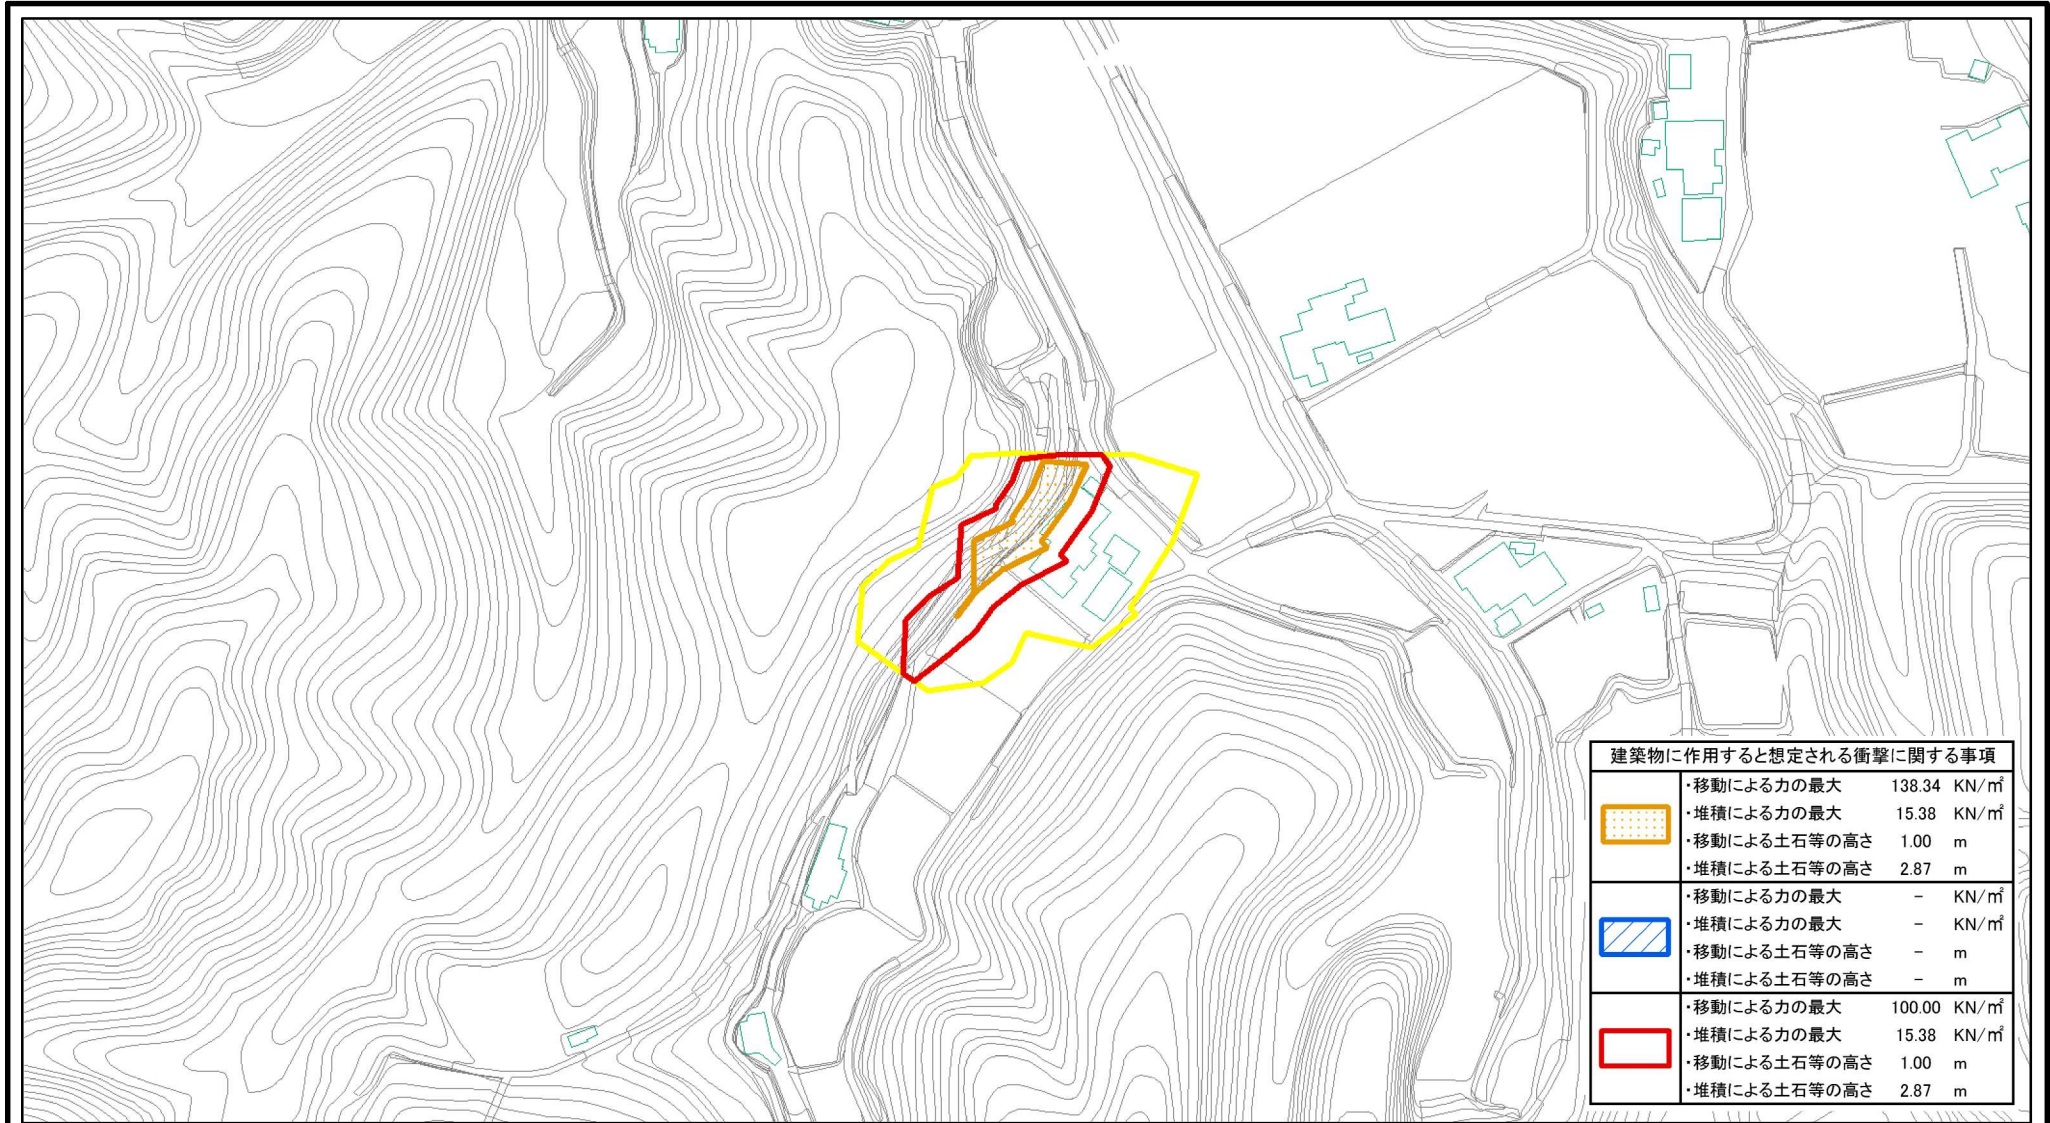 建築物に作用すると想定される衝撃に関する事項
・移動による力の最大 138.34 KN/㎡
・堆積による力の最大 15.38 KN/㎡
・移動による土石等の高さ 1.00 m
・堆積による土石等の高さ 2.87 m
・移動による力の最大 - KN/㎡
・堆積による力の最大 - KN/㎡
・移動による土石等の高さ - m
・堆積による土石等の高さ - m
・移動による力の最大 100.00 KN/㎡
・堆積による力の最大 15.38 KN/㎡
・移動による土石等の高さ 1.00 m
・堆積による土石等の高さ 2.87 m